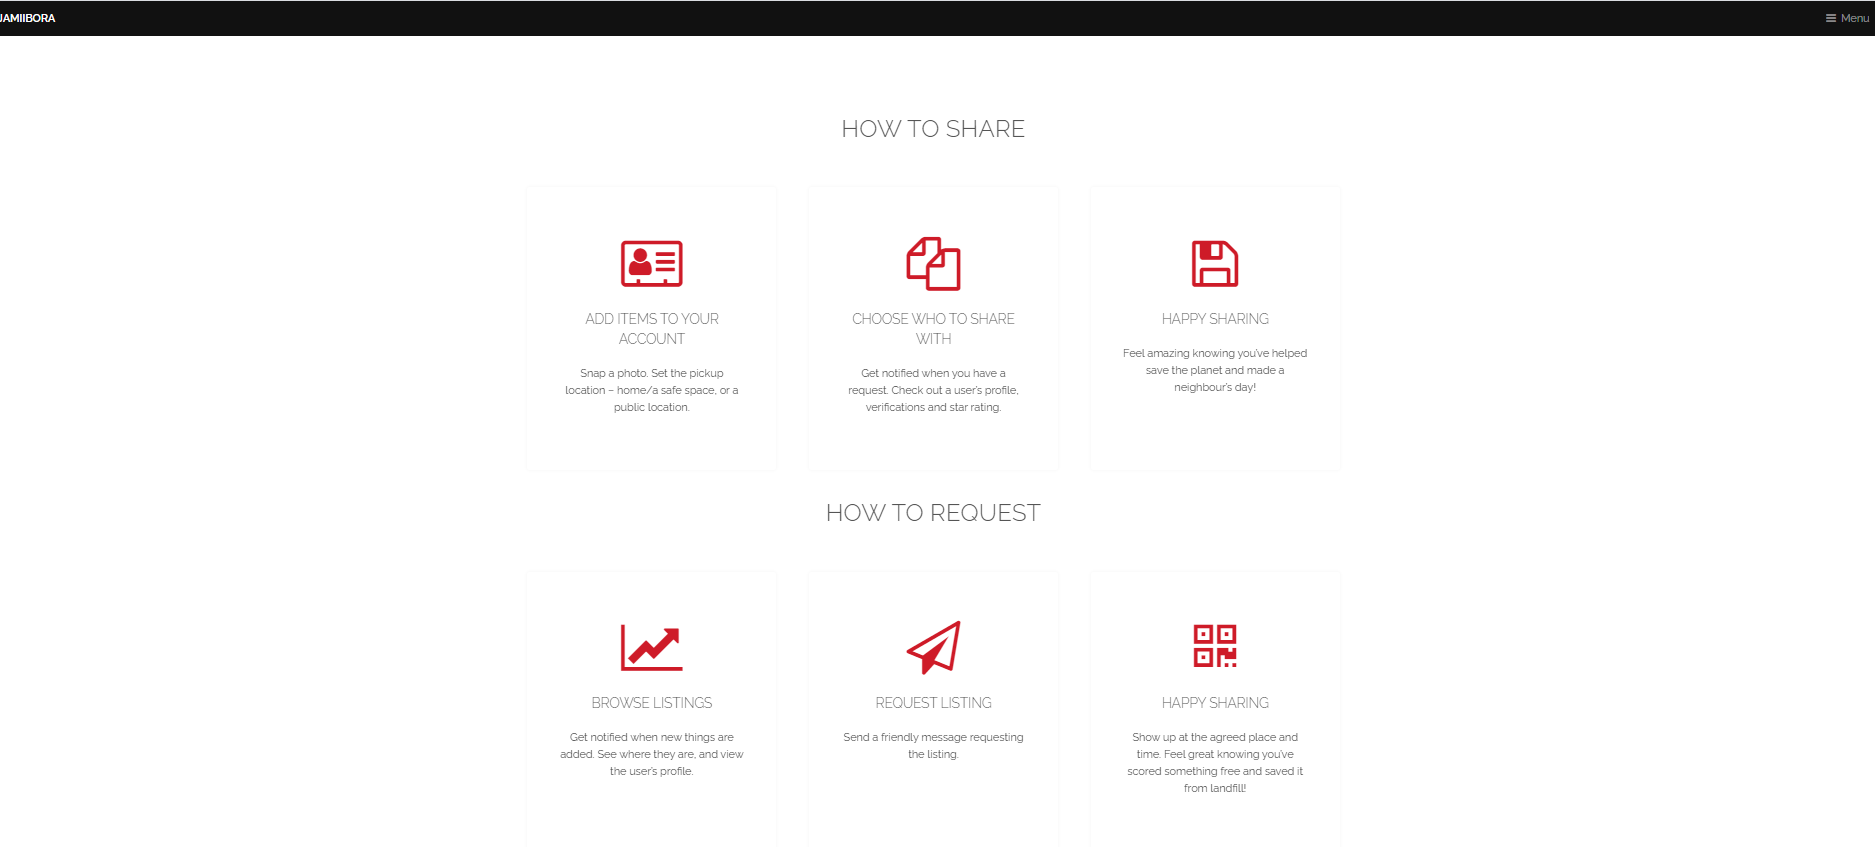 JAMIIBORA
Menu
HOW TO SHARE
ADD ITEMS TO YOUR
ACCOUNT
Snap a photo. Set the pickup
location – home/a safe space, or a
public location.
CHOOSE WHO TO SHARE
WITH
Get notified when you have a
request. Check out a user's profile,
verifications and star rating.
HAPPY SHARING
Feel amazing knowing you've helped
save the planet and made a
neighbour's day!
HOW TO REQUEST
BROWSE LISTINGS
Get notified when new things are
added. See where they are, and view
the user's profile.
REQUEST LISTING
Send a friendly message requesting
the listing.
HAPPY SHARING
Show up at the agreed place and
time. Feel great knowing you've
scored something free and saved it
from landfill!